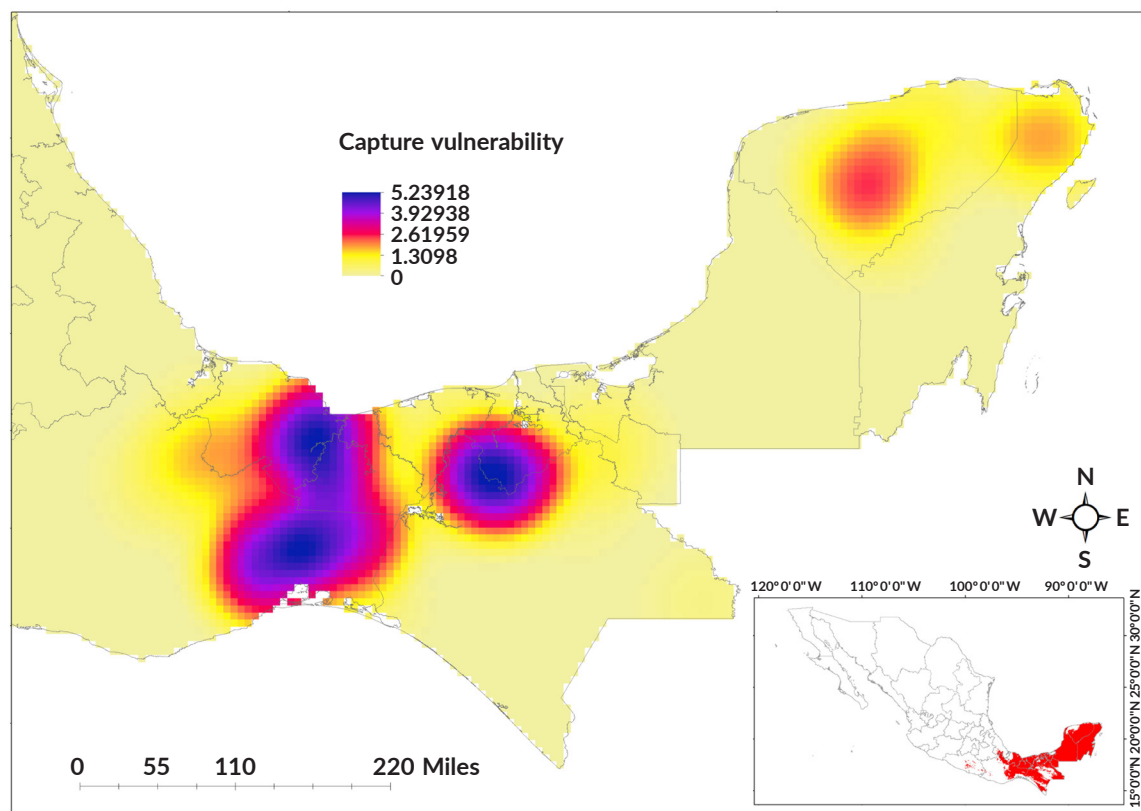 Capture vulnerability
5.23918
3.92938
2.61959
1.3098
0
N
W E
S
0 55 110 220 Miles
120°0'0"W 110°0'0"W 100°0'0"W 90°0'0"W
30°0'0"N
25°0'0"N
20°0'0"N
15°0'0"N